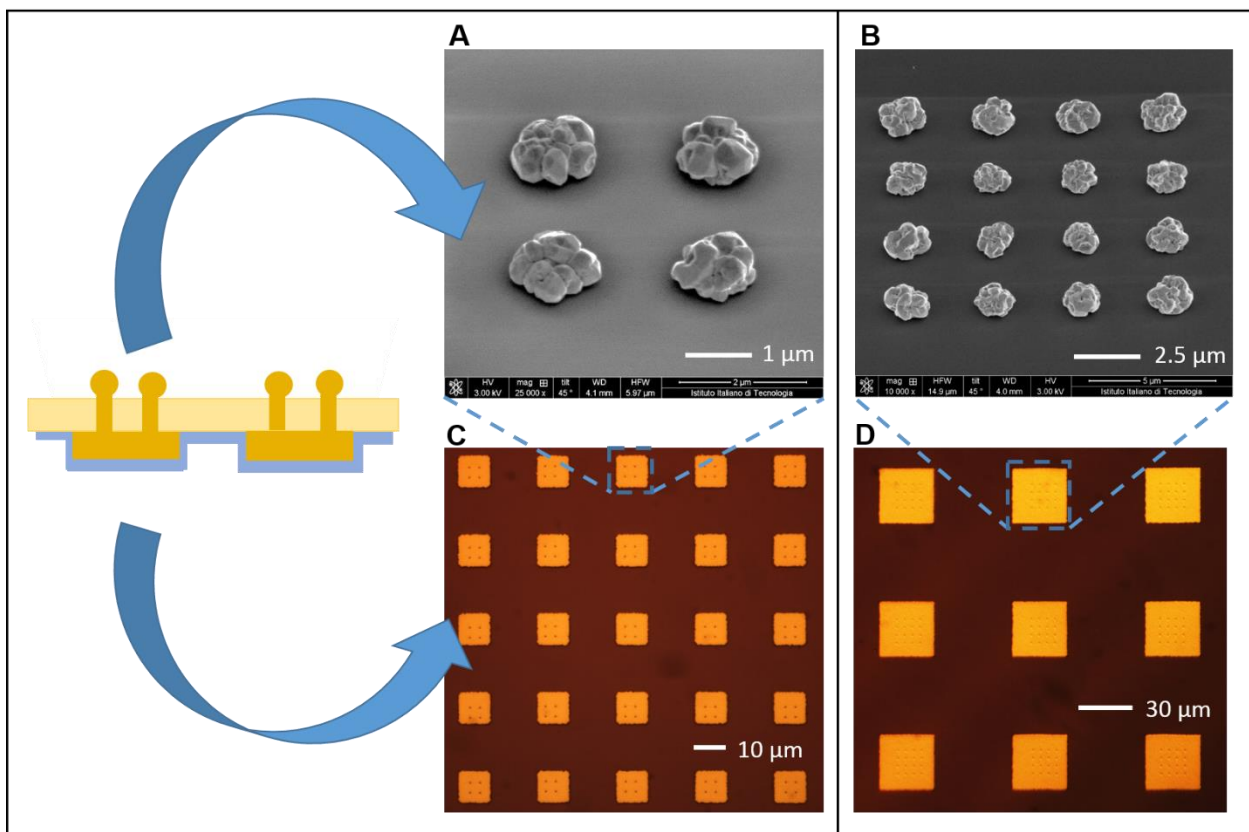 A
1 µm
HV
mag
tilt
WD
HFW
2 µm
3.00 kV
25 000 x
45 °
4.1 mm
5.97 µm
Istituto Italiano di Tecnologia
B
2.5 µm
mag
HFW
tilt
WD
HV
5 µm
10 000 x
14.9 µm
45 °
4.0 mm
3.00 kV
Istituto Italiano di Tecnologia
C
10 µm
D
30 µm